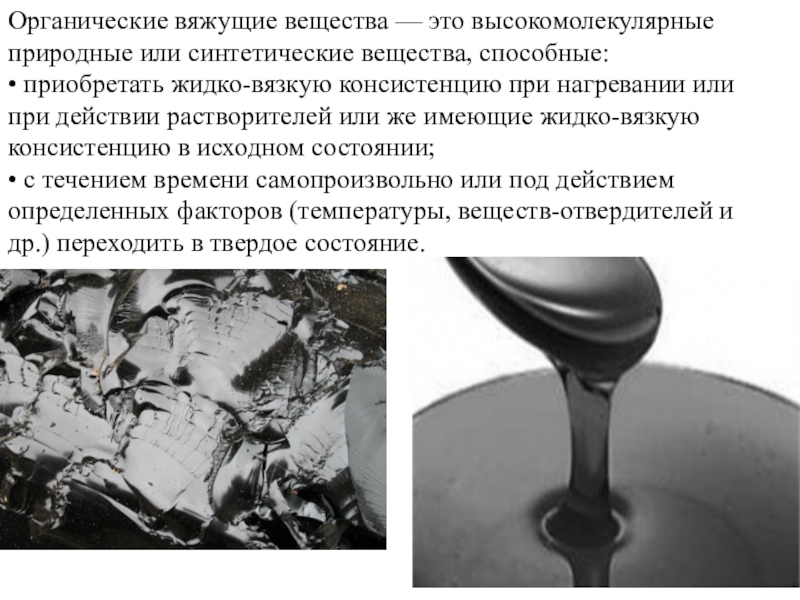 Органические вяжущие вещества — это высокомолекулярные
природные или синтетические вещества, способные:
• приобретать жидко-вязкую консистенцию при нагревании или
при действии растворителей или же имеющие жидко-вязкую
консистенцию в исходном состоянии;
• с течением времени самопроизвольно или под действием
определенных факторов (температуры, веществ-отвердителей и
др.) переходить в твердое состояние.